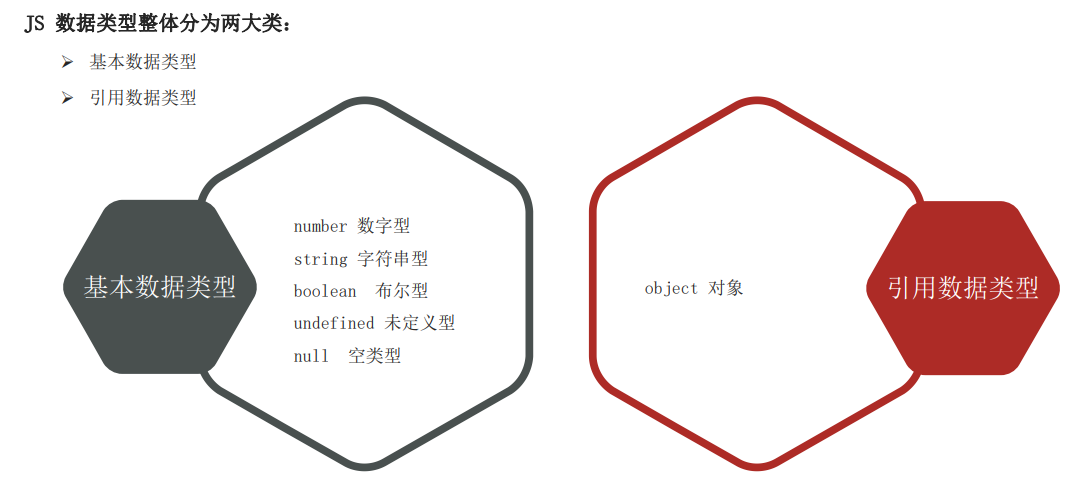 JS 数据类型整体分为两大类：
基本数据类型
引用数据类型
基本数据类型
number 数字型
string 字符串型
boolean 布尔型
undefined 未定义型
null 空类型
object 对象
引用数据类型